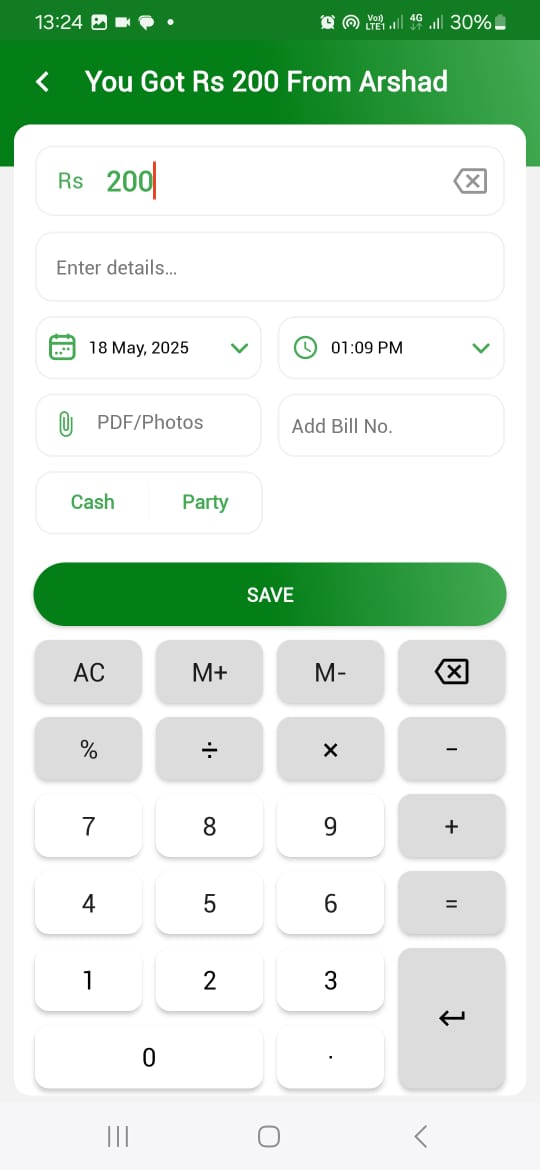 13:24 Vo)) LTE1 4G 30%
You Got Rs 200 From Arshad
Rs 200
Enter details...
18 May, 2025 01:09 PM
PDF/Photos Add Bill No.
Cash Party
SAVE
AC M+ M-
% ÷ × −
7 8 9 +
4 5 6 =
1 2 3
0 .